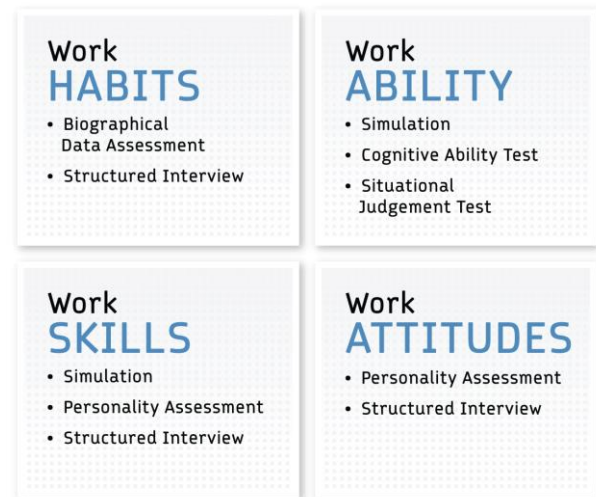 Work
HABITS
• Biographical
Data Assessment
• Structured Interview
Work
ABILITY
• Simulation
• Cognitive Ability Test
• Situational
Judgement Test
Work
SKILLS
• Simulation
• Personality Assessment
• Structured Interview
Work
ATTITUDES
• Personality Assessment
• Structured Interview